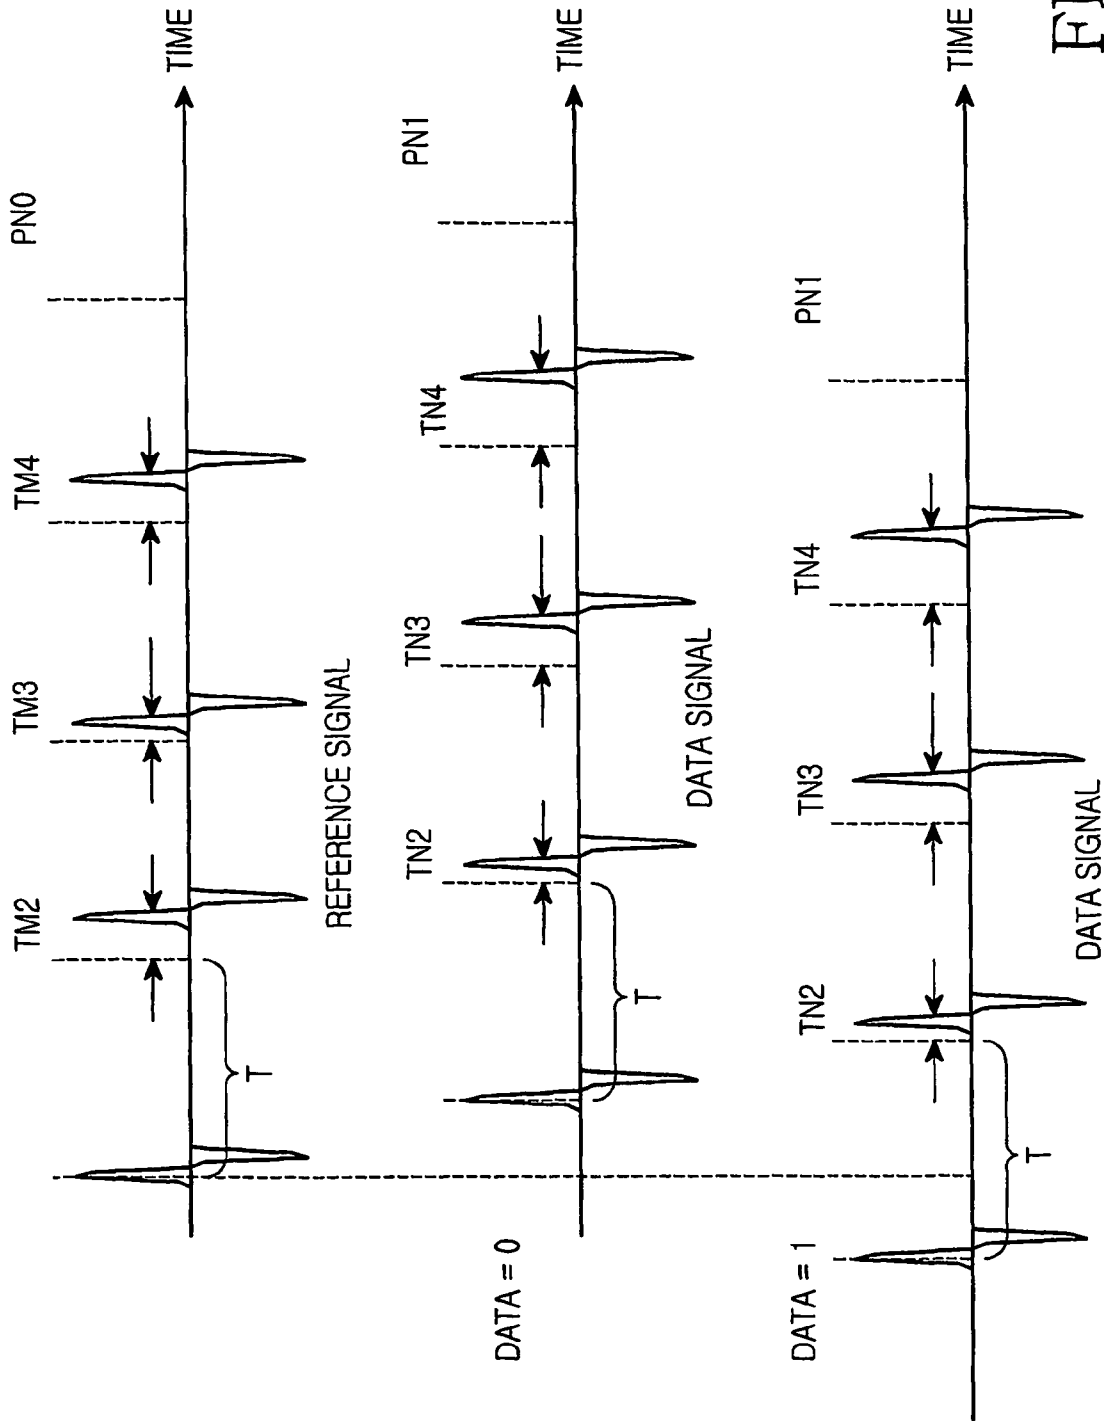 TM2 TM3 TM4 PN0
TIME
T
REFERENCE SIGNAL
DATA = 0
TN2 TN3 TN4 PN1
TIME
T
DATA SIGNAL
DATA = 1
TN2 TN3 TN4 PN1
TIME
T
DATA SIGNAL